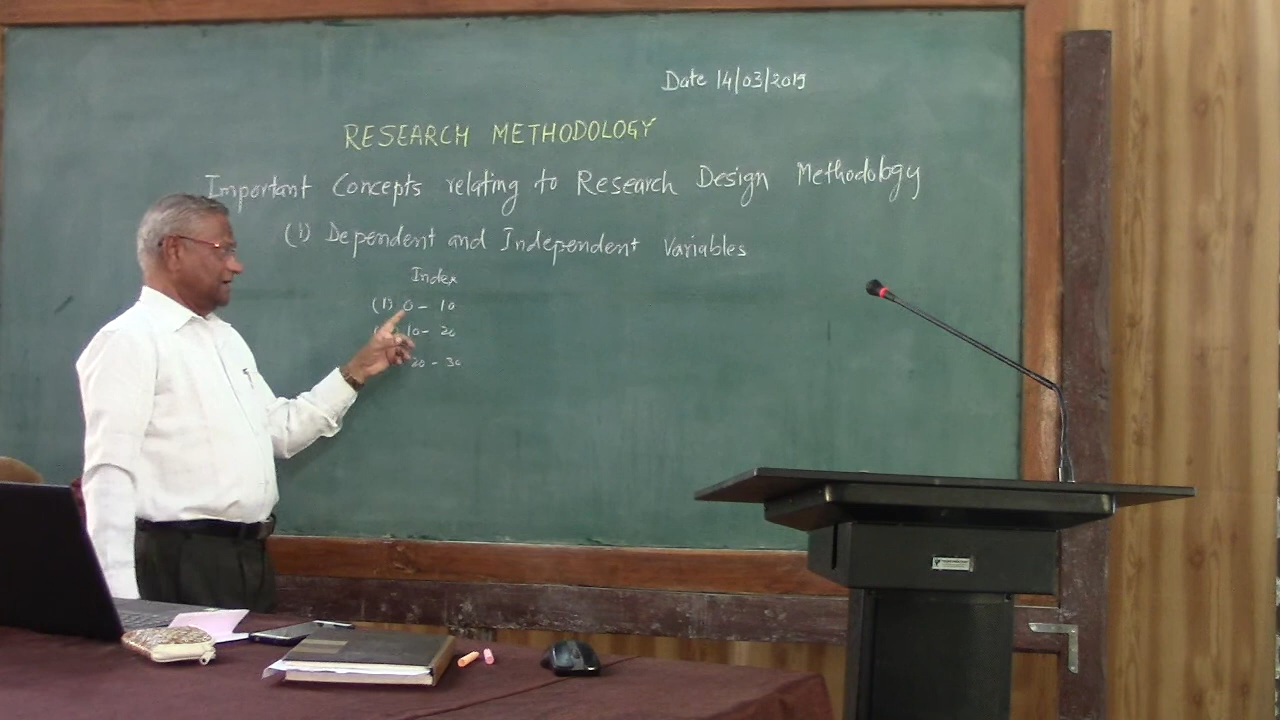 Date 14/03/2019
RESEARCH METHODOLOGY
Important Concepts relating to Research Design Methodology
(1) Dependent and Independent Variables
Index
(1) 0 - 10
10 - 20
20 - 30